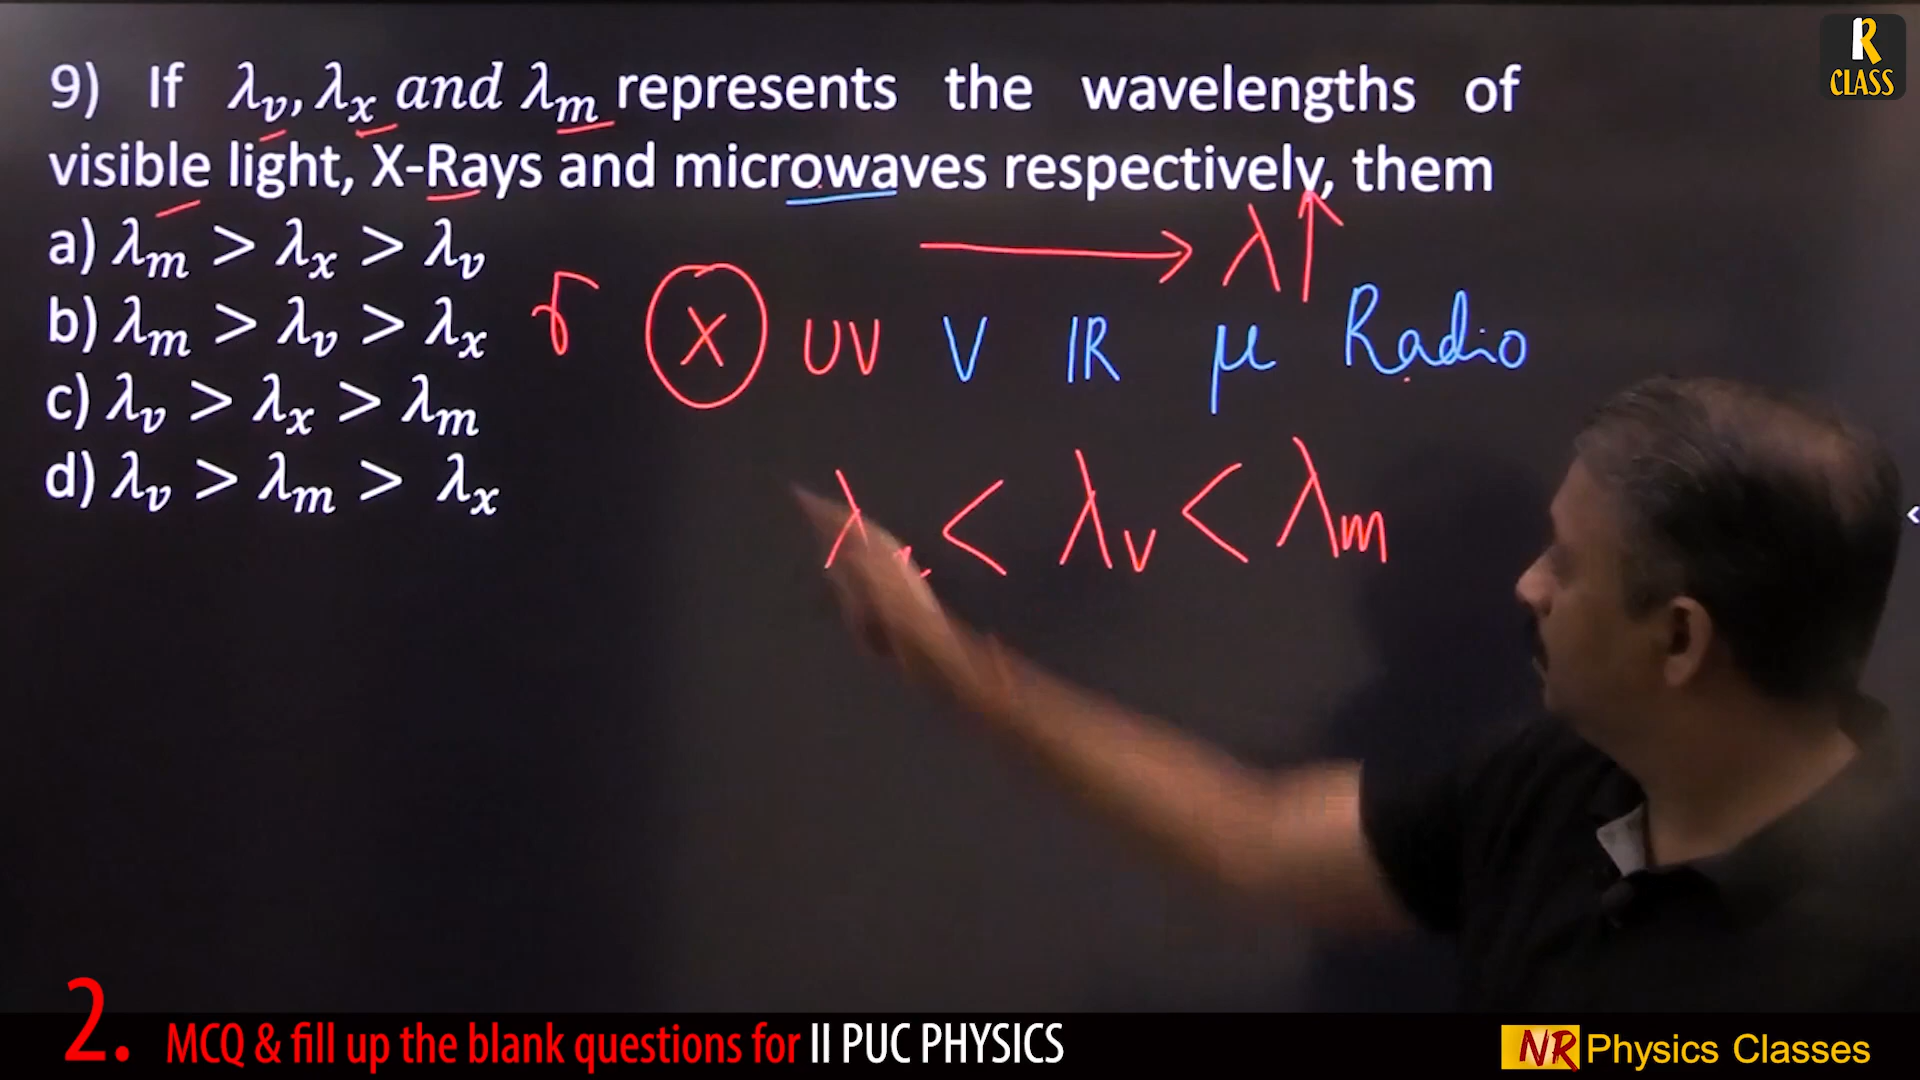 R
CLASS
9) If λᵥ, λₓ and λₘ represents the wavelengths of
visible light, X-Rays and microwaves respectively, them
a) λₘ > λₓ > λᵥ
b) λₘ > λᵥ > λₓ
c) λᵥ > λₓ > λₘ
d) λᵥ > λₘ > λₓ
→ λ↑
γ X UV V IR μ Radio
λₓ < λᵥ < λₘ
<
2. MCQ & fill up the blank questions for II PUC PHYSICS
NR Physics Classes